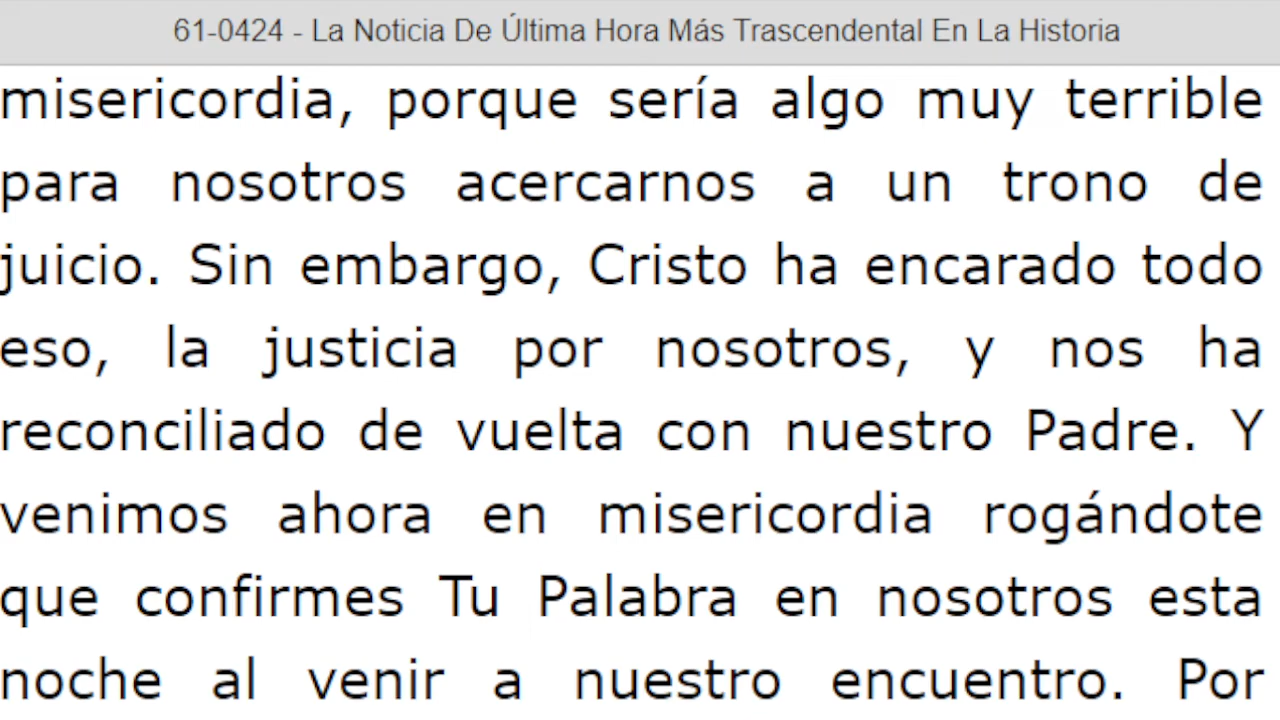 61-0424 - La Noticia De Última Hora Más Trascendental En La Historia
misericordia, porque sería algo muy terrible
para nosotros acercarnos a un trono de
juicio. Sin embargo, Cristo ha encarado todo
eso, la justicia por nosotros, y nos ha
reconciliado de vuelta con nuestro Padre. Y
venimos ahora en misericordia rogándote
que confirmes Tu Palabra en nosotros esta
noche al venir a nuestro encuentro. Por